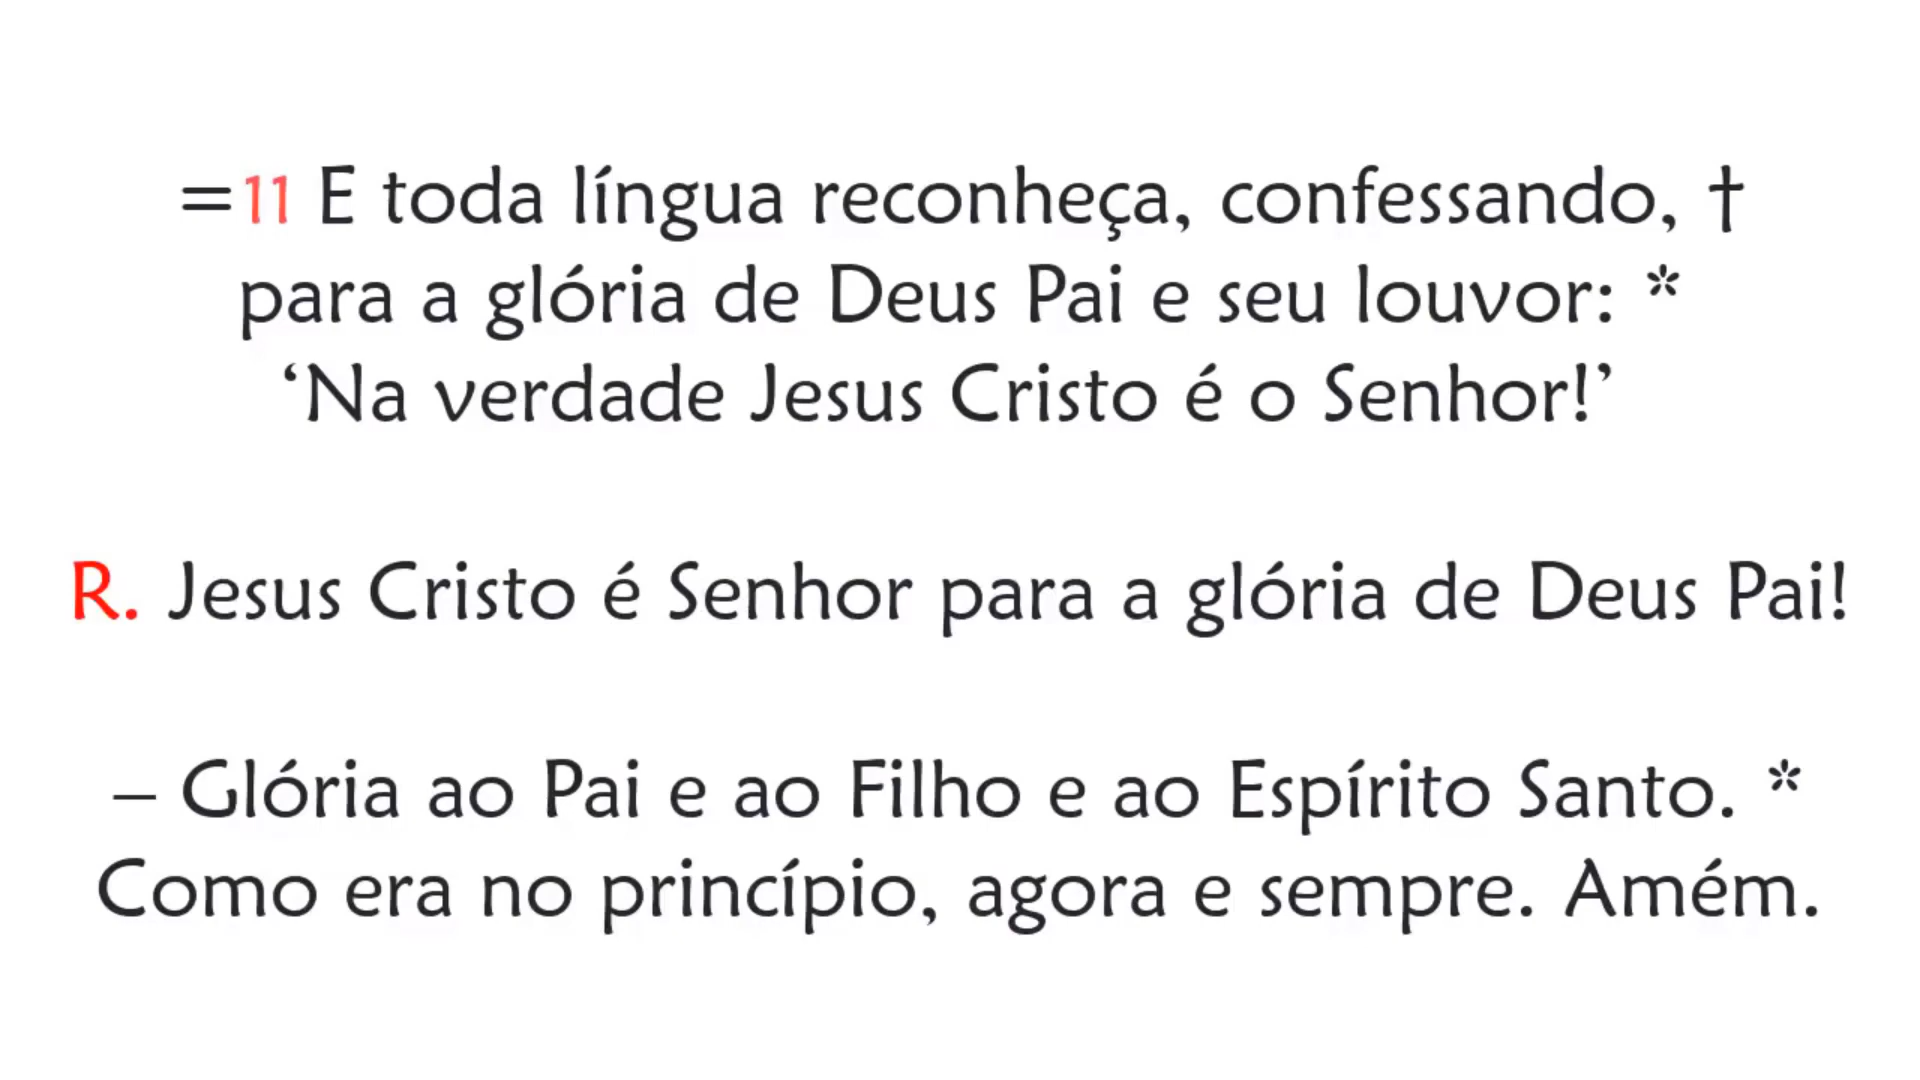 =11 E toda língua reconheça, confessando, †
para a glória de Deus Pai e seu louvor: *
‘Na verdade Jesus Cristo é o Senhor!’
R. Jesus Cristo é Senhor para a glória de Deus Pai!
– Glória ao Pai e ao Filho e ao Espírito Santo. *
Como era no princípio, agora e sempre. Amém.